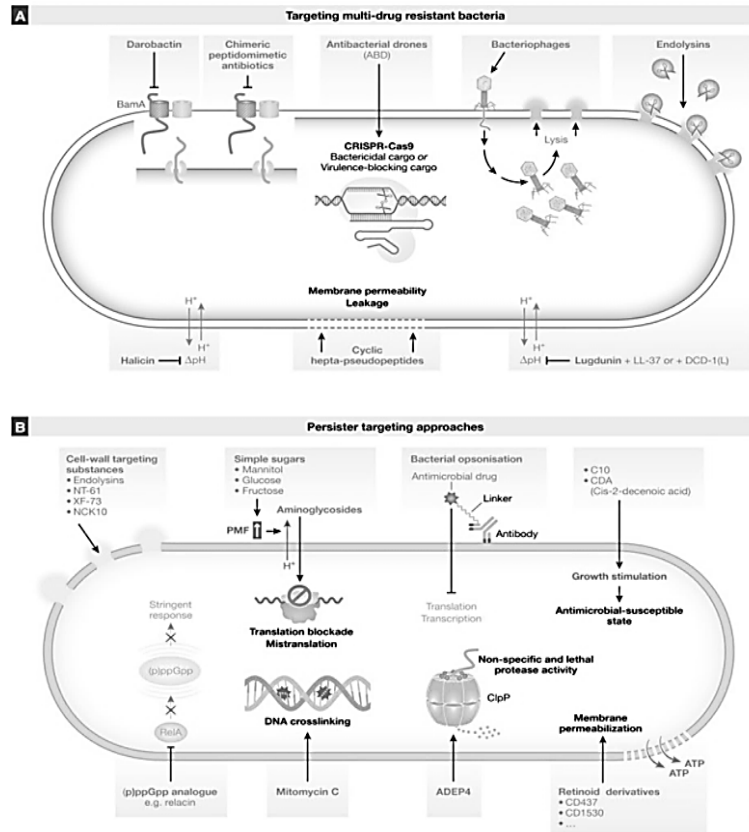 A
Targeting multi-drug resistant bacteria
Darobactin
Chimeric
peptidomimetic
antibiotics
Antibacterial drones
(ABD)
Bacteriophages
Endolysins
BamA
CRISPR-Cas9
Bactericidal cargo or
Virulence-blocking cargo
Lysis
Membrane permeability
Leakage
H+
H+
Halicin
ΔpH
Cyclic
hepta-pseudopeptides
H+
H+
ΔpH
Lugdunin + LL-37 or + DCD-1(L)
B
Persister targeting approaches
Cell-wall targeting
substances
• Endolysins
• NT-61
• XF-73
• NCK10
Simple sugars
• Mannitol
• Glucose
• Fructose
Aminoglycosides
PMF
H+
Bacterial opsonisation
Antimicrobial drug
Linker
Antibody
• C10
• CDA
(Cis-2-decenoic acid)
Growth stimulation
Antimicrobial-susceptible
state
Stringent
response
(p)ppGpp
RelA
Translation blockade
Mistranslation
Translation
Transcription
DNA crosslinking
Non-specific and lethal
protease activity
ClpP
Membrane
permeabilization
ATP
ATP
(p)ppGpp analogue
e.g. relacin
Mitomycin C
ADEP4
Retinoid derivatives
• CD437
• CD1530
• ...